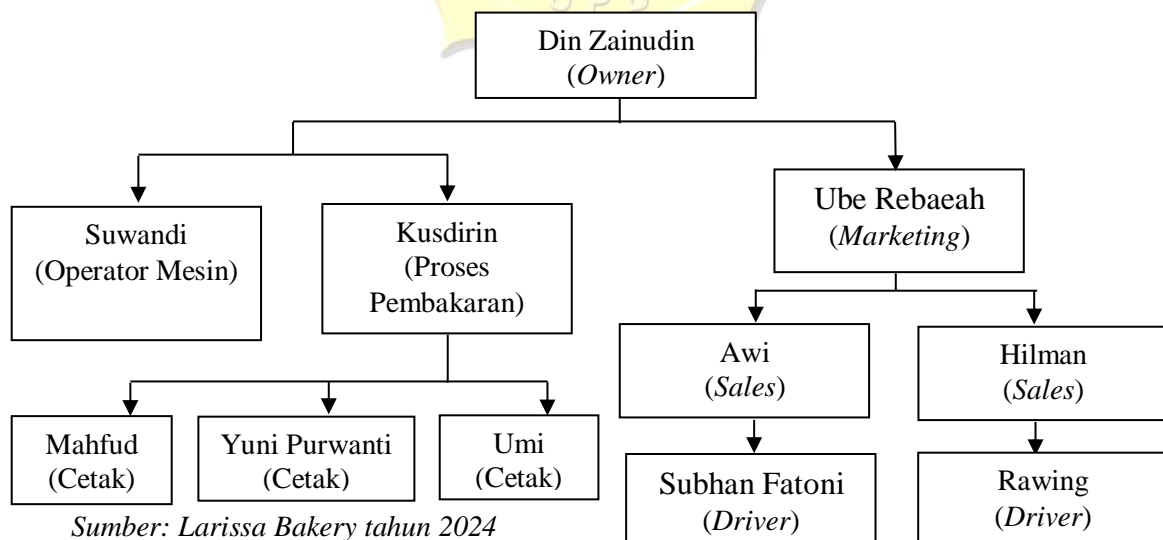 Din Zainudin
(Owner)
Suwandi
(Operator Mesin)
Kusdirin
(Proses
Pembakaran)
Ube Rebaeah
(Marketing)
Awi
(Sales)
Hilman
(Sales)
Mahfud
(Cetak)
Yuni Purwanti
(Cetak)
Umi
(Cetak)
Subhan Fatoni
(Driver)
Rawing
(Driver)
Sumber: Larissa Bakery tahun 2024